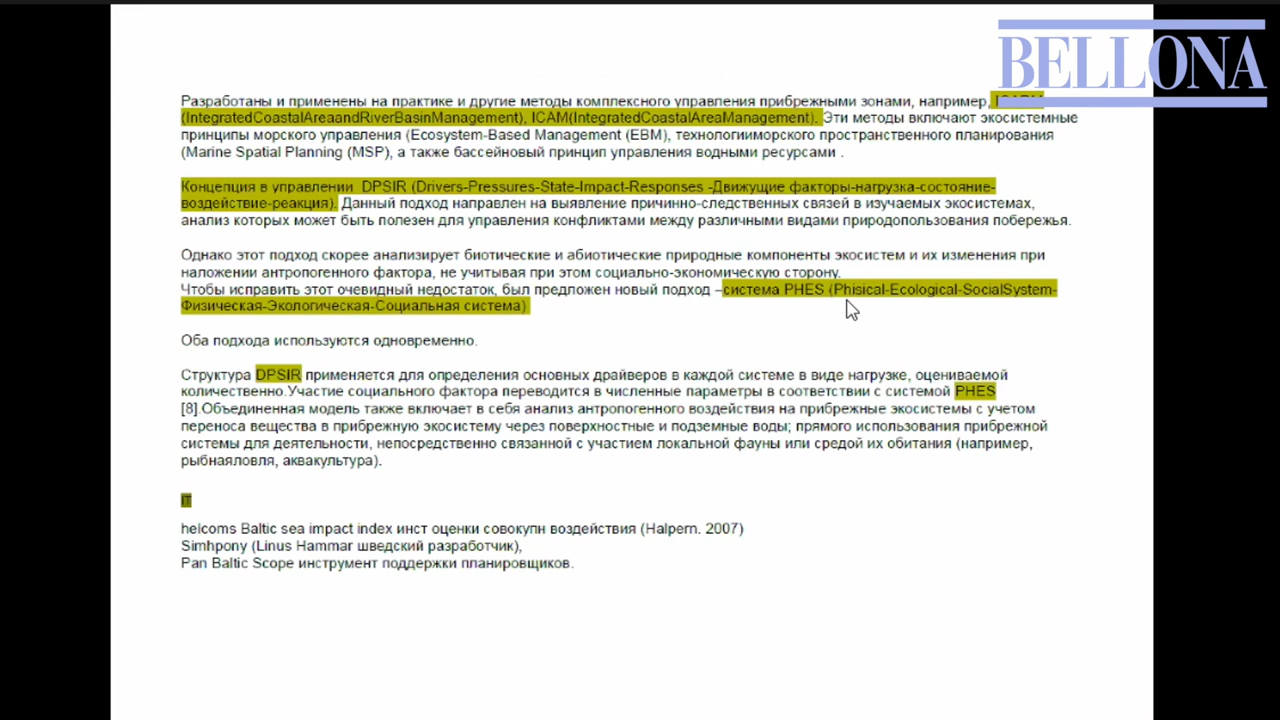 BELLONA
Разработаны и применены на практике и другие методы комплексного управления прибрежными зонами, например,
(IntegratedCoastalAreaandRiverBasinManagement), ICAM(IntegratedCoastalAreaManagement). Эти методы включают экосистемные
принципы морского управления (Ecosystem-Based Management (EBM), технологииморского пространственного планирования
(Marine Spatial Planning (MSP), а также бассейновый принцип управления водными ресурсами .
Концепция в управлении DPSIR (Drivers-Pressures-State-Impact-Responses -Движущие факторы-нагрузка-состояние-
воздействие-реакция). Данный подход направлен на выявление причинно-следственных связей в изучаемых экосистемах,
анализ которых может быть полезен для управления конфликтами между различными видами природопользования побережья.
Однако этот подход скорее анализирует биотические и абиотические природные компоненты экосистем и их изменения при
наложении антропогенного фактора, не учитывая при этом социально-экономическую сторону.
Чтобы исправить этот очевидный недостаток, был предложен новый подход –система PHES (Phisical-Ecological-SocialSystem-
Физическая-Экологическая-Социальная система)
Оба подхода используются одновременно.
Структура DPSIR применяется для определения основных драйверов в каждой системе в виде нагрузке, оцениваемой
количественно.Участие социального фактора переводится в численные параметры в соответствии с системой PHES
[8].Объединенная модель также включает в себя анализ антропогенного воздействия на прибрежные экосистемы с учетом
переноса вещества в прибрежную экосистему через поверхностные и подземные воды; прямого использования прибрежной
системы для деятельности, непосредственно связанной с участием локальной фауны или средой их обитания (например,
рыбнаяловля, аквакультура).
IT
helcoms Baltic sea impact index инст оценки совокупн воздействия (Halpern. 2007)
Simhpony (Linus Hammar шведский разработчик),
Pan Baltic Scope инструмент поддержки планировщиков.